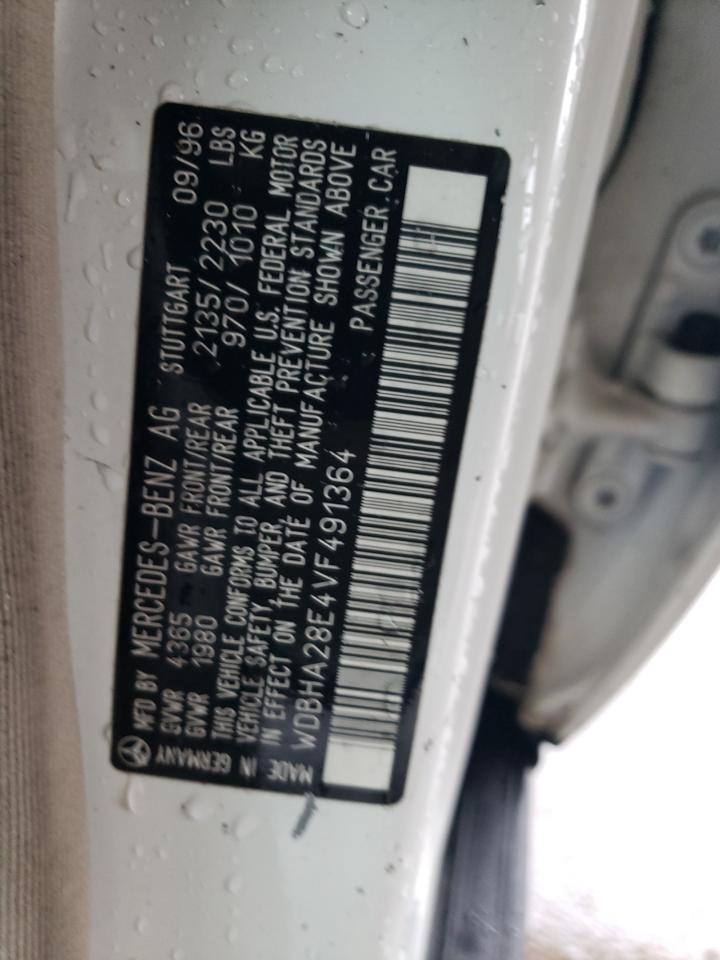 MFD BY MERCEDES-BENZ AG STUTTGART 09/96
GVWR 4365 GAWR FRONT/REAR 2135/2230 LBS
GVWR 1980 GAWR FRONT/REAR 970/1010 KG
THIS VEHICLE CONFORMS TO ALL APPLICABLE U.S. FEDERAL MOTOR
VEHICLE SAFETY, BUMPER, AND THEFT PREVENTION STANDARDS
IN EFFECT ON THE DATE OF MANUFACTURE SHOWN ABOVE
WDBHA28E4VF491364 PASSENGER CAR
MADE IN GERMANY